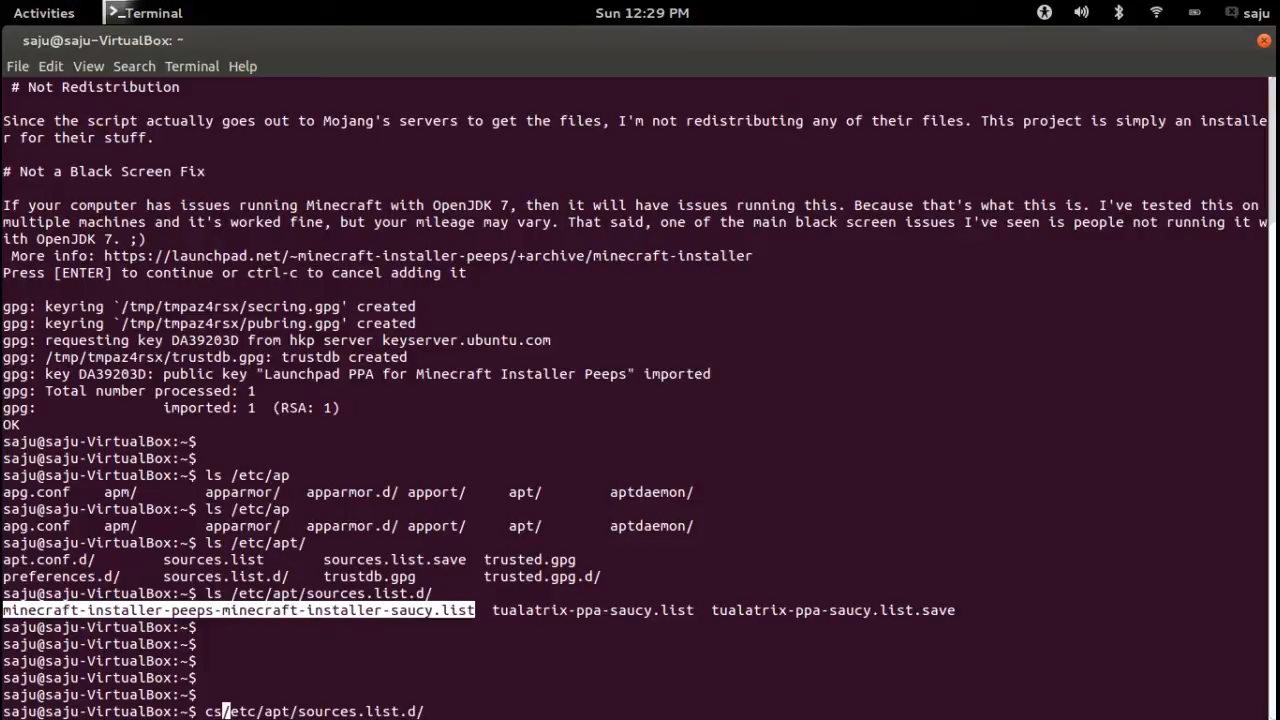 Activities
Terminal
Sun 12:29 PM
saju
saju@saju-VirtualBox: ~
File Edit View Search Terminal Help
# Not Redistribution
Since the script actually goes out to Mojang's servers to get the files, I'm not redistributing any of their files. This project is simply an installe
r for their stuff.
# Not a Black Screen Fix
If your computer has issues running Minecraft with OpenJDK 7, then it will have issues running this. Because that's what this is. I've tested this on
multiple machines and it's worked fine, but your mileage may vary. That said, one of the main black screen issues I've seen is people not running it w
ith OpenJDK 7. ;)
More info: https://launchpad.net/~minecraft-installer-peeps/+archive/minecraft-installer
Press [ENTER] to continue or ctrl-c to cancel adding it
gpg: keyring `/tmp/tmpaz4rsx/secring.gpg' created
gpg: keyring `/tmp/tmpaz4rsx/pubring.gpg' created
gpg: requesting key DA39203D from hkp server keyserver.ubuntu.com
gpg: /tmp/tmpaz4rsx/trustdb.gpg: trustdb created
gpg: key DA39203D: public key "Launchpad PPA for Minecraft Installer Peeps" imported
gpg: Total number processed: 1
gpg: imported: 1 (RSA: 1)
OK
saju@saju-VirtualBox:~$
saju@saju-VirtualBox:~$
saju@saju-VirtualBox:~$ ls /etc/ap
apg.conf apm/ apparmor/ apparmor.d/ apport/ apt/ aptdaemon/
saju@saju-VirtualBox:~$ ls /etc/ap
apg.conf apm/ apparmor/ apparmor.d/ apport/ apt/ aptdaemon/
saju@saju-VirtualBox:~$ ls /etc/apt/
apt.conf.d/ sources.list sources.list.save trusted.gpg
preferences.d/ sources.list.d/ trustdb.gpg trusted.gpg.d/
saju@saju-VirtualBox:~$ ls /etc/apt/sources.list.d/
minecraft-installer-peeps-minecraft-installer-saucy.list tualatrix-ppa-saucy.list tualatrix-ppa-saucy.list.save
saju@saju-VirtualBox:~$
saju@saju-VirtualBox:~$
saju@saju-VirtualBox:~$
saju@saju-VirtualBox:~$
saju@saju-VirtualBox:~$
saju@saju-VirtualBox:~$ cs/etc/apt/sources.list.d/